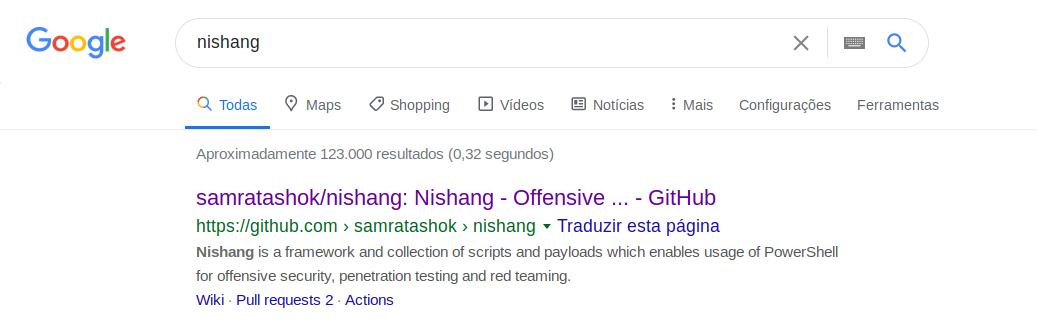 Google
nishang
Todas Maps Shopping Vídeos Notícias Mais Configurações Ferramentas
Aproximadamente 123.000 resultados (0,32 segundos)
samratashok/nishang: Nishang - Offensive ... - GitHub
https://github.com › samratashok › nishang Traduzir esta página
Nishang is a framework and collection of scripts and payloads which enables usage of PowerShell
for offensive security, penetration testing and red teaming.
Wiki · Pull requests 2 · Actions